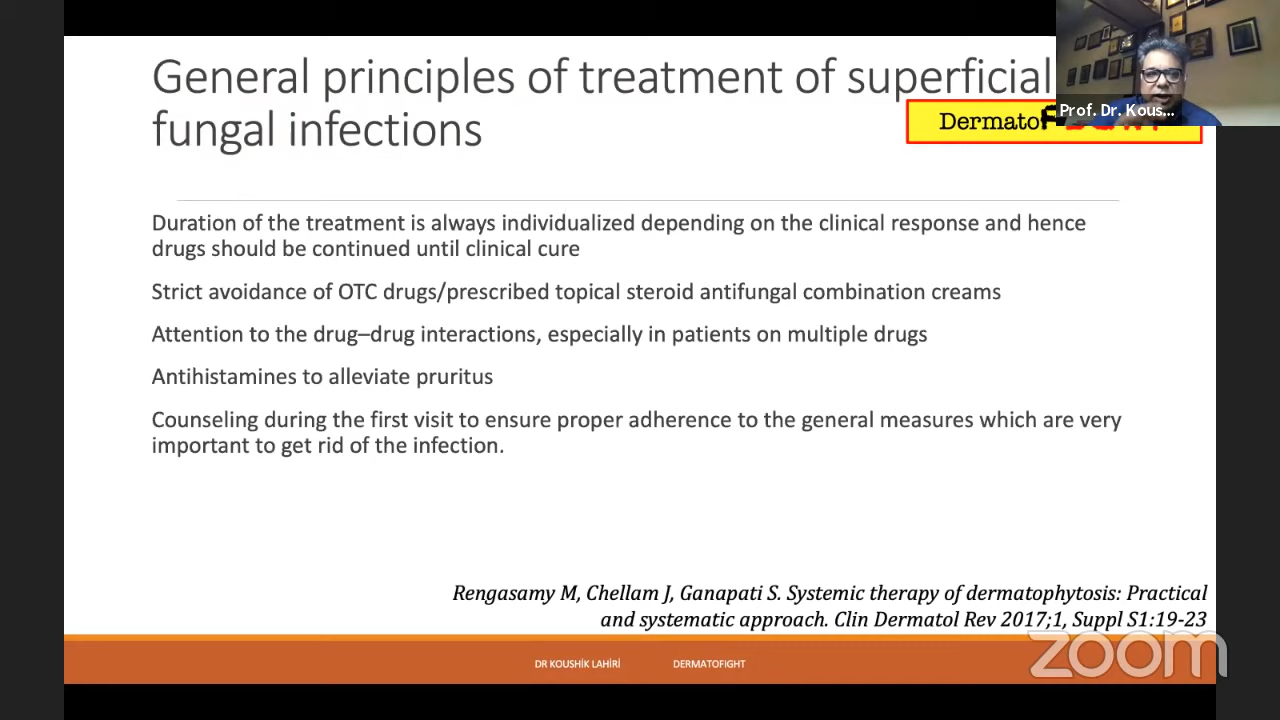 General principles of treatment of superficial
fungal infections
Prof. Dr. Kous...
Dermato
Duration of the treatment is always individualized depending on the clinical response and hence
drugs should be continued until clinical cure
Strict avoidance of OTC drugs/prescribed topical steroid antifungal combination creams
Attention to the drug–drug interactions, especially in patients on multiple drugs
Antihistamines to alleviate pruritus
Counseling during the first visit to ensure proper adherence to the general measures which are very
important to get rid of the infection.
Rengasamy M, Chellam J, Ganapati S. Systemic therapy of dermatophytosis: Practical
and systematic approach. Clin Dermatol Rev 2017;1, Suppl S1:19-23
DR KOUSHİK LAHİRİ DERMATOFIGHT
zoom